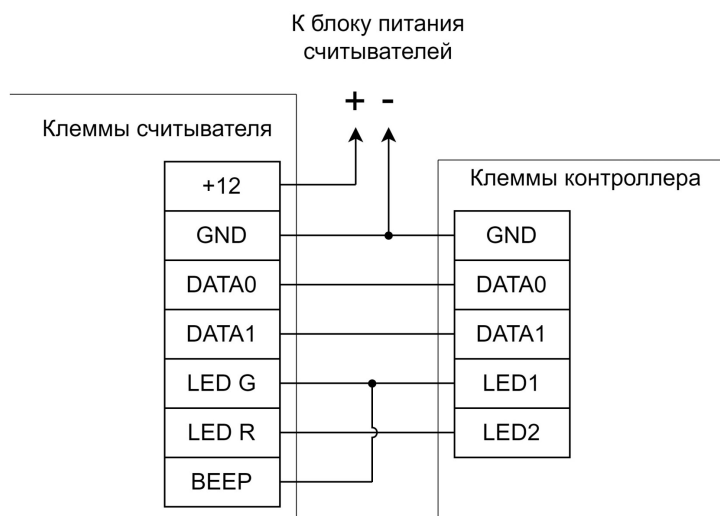 К блоку питания
считывателей
+ -
Клеммы считывателя
+12
GND
DATA0
DATA1
LED G
LED R
BEEP
Клеммы контроллера
GND
DATA0
DATA1
LED1
LED2